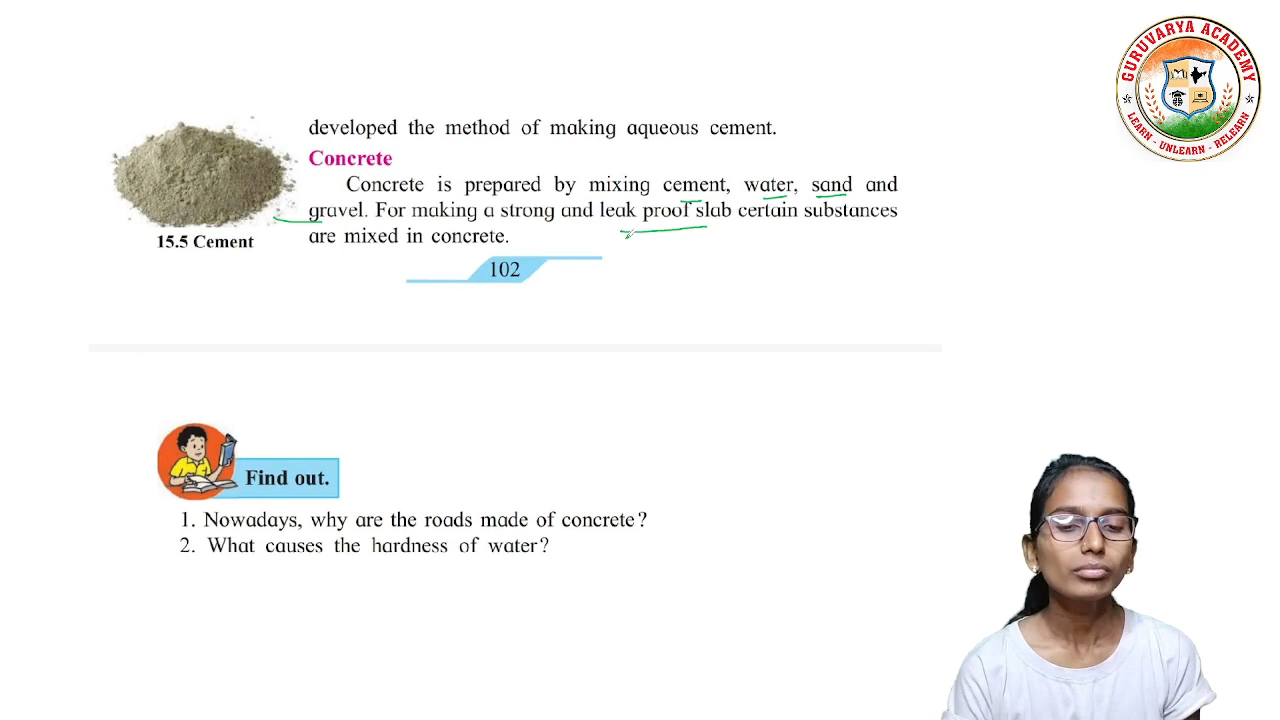 GURUVARYA ACADEMY
LEARN - UNLEARN - RELEARN
developed the method of making aqueous cement.
Concrete
Concrete is prepared by mixing cement, water, sand and
gravel. For making a strong and leak proof slab certain substances
are mixed in concrete.
15.5 Cement
102
Find out.
1. Nowadays, why are the roads made of concrete?
2. What causes the hardness of water?